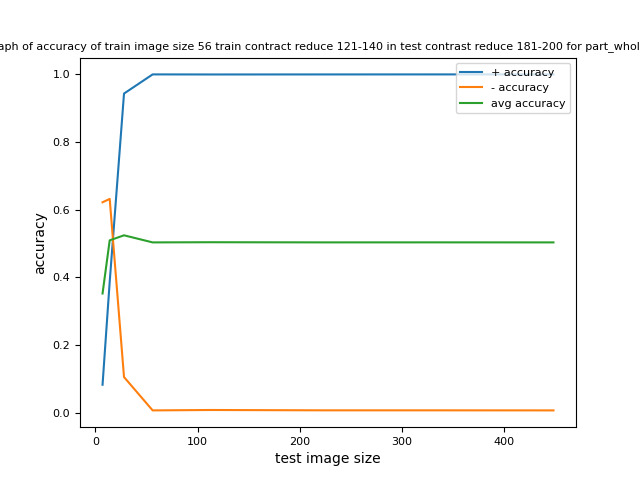 of accuracy of train image size 56 train contract reduce 121-140 in test contrast reduce 181-200 for
+ accuracy
- accuracy
avg accuracy
1.0
0.8
0.6
0.4
0.2
0.0
accuracy
0 100 200 300 400
test image size